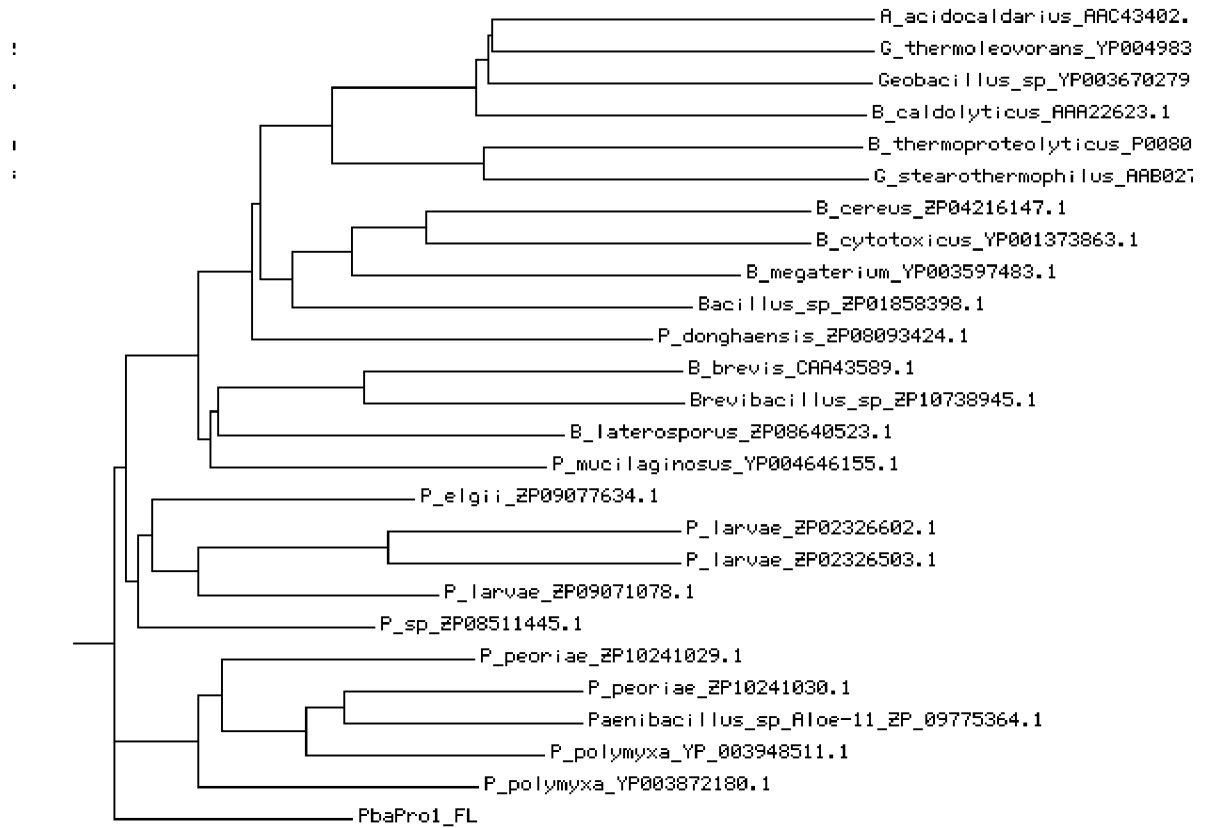 A_acidocaldarius_AAC43402.
G_thermoleovorans_YP004983
Geobacillus_sp_YP003670279
B_caldolyticus_AAA22623.1
B_thermoproteolyticus_P0080
G_stearothermophilus_AAB027
B_cereus_ZP04216147.1
B_cytotoxicus_YP001373863.1
B_megaterium_YP003597483.1
Bacillus_sp_ZP01858398.1
P_donghaensis_ZP08093424.1
B_brevis_CAA43589.1
Brevibacillus_sp_ZP10738945.1
B_laterosporus_ZP08640523.1
P_mucilaginosus_YP004646155.1
P_elgii_ZP09077634.1
P_larvae_ZP02326602.1
P_larvae_ZP02326503.1
P_larvae_ZP09071078.1
P_sp_ZP08511445.1
P_peoriae_ZP10241029.1
P_peoriae_ZP10241030.1
Paenibacillus_sp_Aloe-11_ZP_09775364.1
P_polymyxa_YP_003948511.1
P_polymyxa_YP003872180.1
PbaPro1_FL